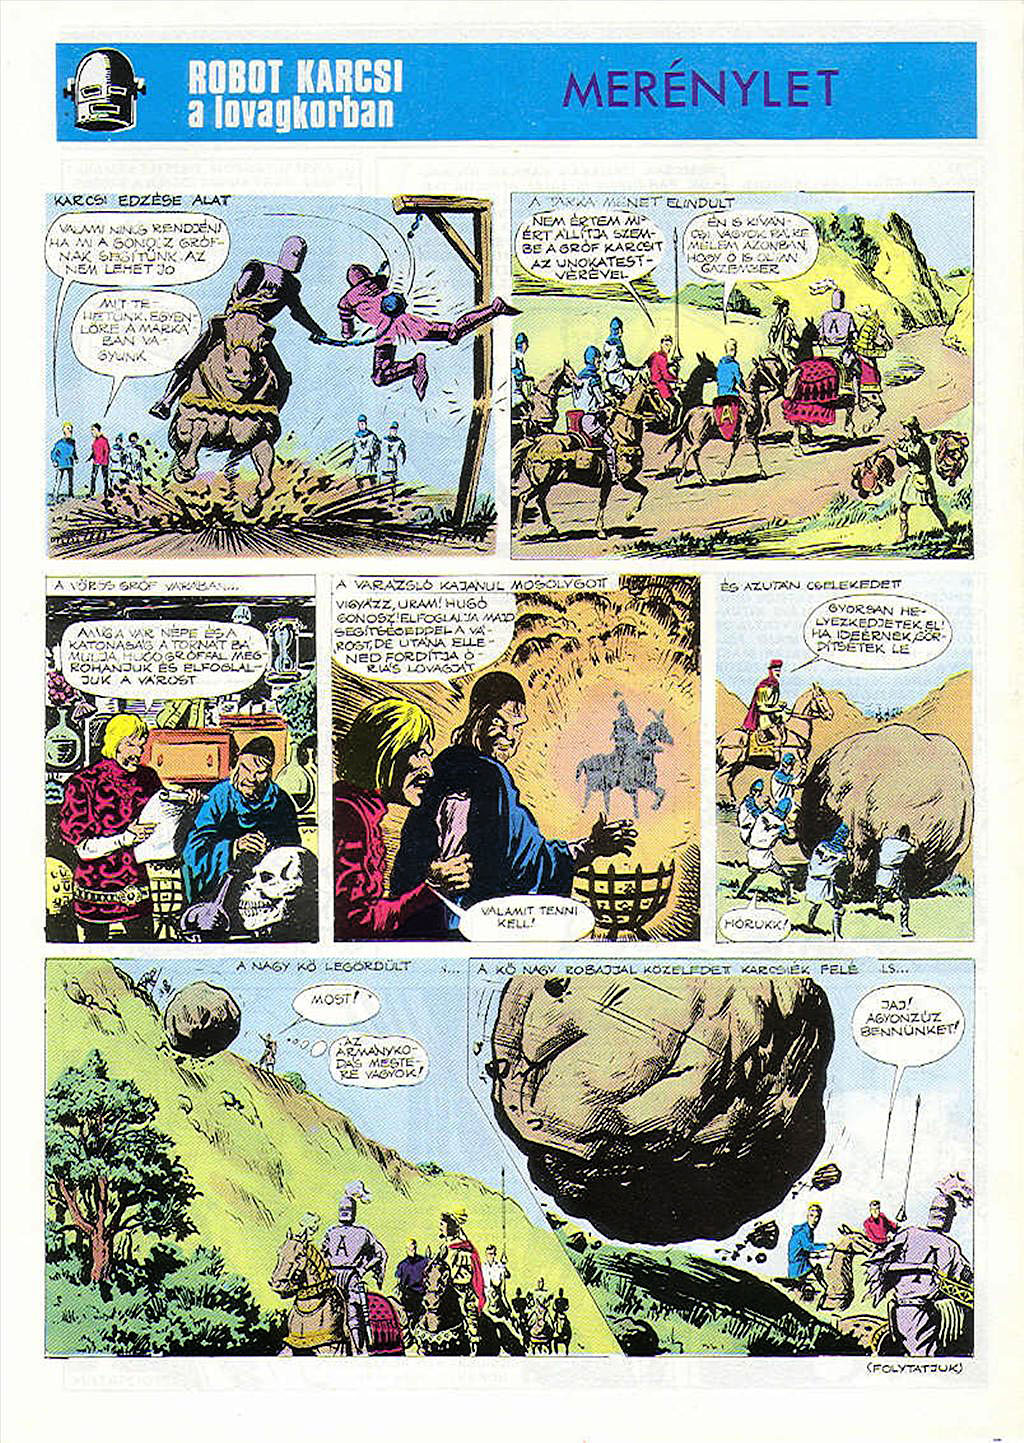 ROBOT KARCSI
a lovagkorban
MERÉNYLET
KARCSI EDZÉSE ALAT
VALAMI NINCS RENDJÉN!
HA MI A GONOSZ GRÓF-
NAK SEGÍTÜNK. AZ
NEM LEHET JÓ
MIT TE-
HETÜNK, EGYEN-
LŐRE A MARKÁ-
BAN VA-
GYUNK
A TARKA MENET ELINDULT
NEM ÉRTEM MI-
ÉRT ÁLLÍTJA SZEM-
BE A GRÓF KARCSIT
AZ UNOKATEST-
VÉRÉVEL
ÉN IS KÍVÁN-
CSI VAGYOK RÁ, RE
MÉLEM AZONBAN,
HOGY Ő IS OLYAN
GAZEMBER
A
A
A VÖRÖS GRÓF VÁRÁBAN...
AMÍG A VÁR NÉPE ÉS A
KATONASÁG A TORNÁT BÁ-
MULJA HUGÓ GRÓFFAL MEG-
ROHANJUK ÉS ELFOGLAL-
JUK A VÁROST
A VARÁZSLÓ KAJÁNUL MOSOLYGOTT
VIGYÁZZ, URAM! HUGÓ
GONOSZ! ELFOGLALJA MAJD
SEGÍTSÉGEDDEL A VÁ-
ROST, DE UTÁNA ELLE-
NED FORDÍTJA Ó-
RIÁS LOVAGJÁT
VALAMIT TENNI
KELL!
ÉS AZUTÁN CSELEKEDETT
GYORSAN HE-
LYEZKEDJETEK EL!
HA IDEÉRNEK, GÖR-
DÍTSÉTEK LE
HÓRUKK!
A NAGY KŐ LEGÖRDÜLT
S...
MOST!
AZ
ÁRMÁNYKO-
DÁS MESTE-
RE VAGYOK!
A
A KŐ NAGY ROBAJJAL KÖZELEDETT KARCSIÉK FELÉ
IS...
JAJ!
AGYONZÚZ
BENNÜNKET!
A
(FOLYTATJUK)